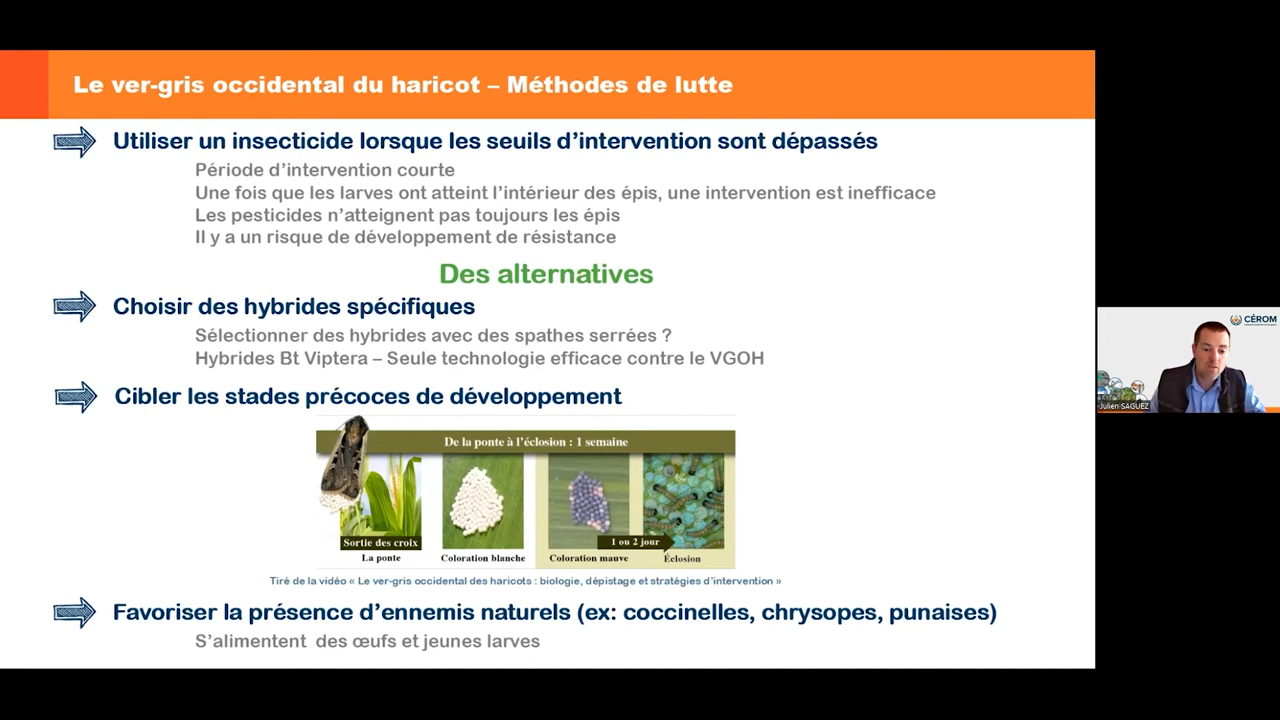 Le ver-gris occidental du haricot – Méthodes de lutte
Utiliser un insecticide lorsque les seuils d’intervention sont dépassés
Période d’intervention courte
Une fois que les larves ont atteint l’intérieur des épis, une intervention est inefficace
Les pesticides n’atteignent pas toujours les épis
Il y a un risque de développement de résistance
Des alternatives
Choisir des hybrides spécifiques
Sélectionner des hybrides avec des spathes serrées ?
Hybrides Bt Viptera – Seule technologie efficace contre le VGOH
Cibler les stades précoces de développement
De la ponte à l’éclosion : 1 semaine
Sortie des croix
1 ou 2 jour
La ponte
Coloration blanche
Coloration mauve
Éclosion
Tiré de la vidéo « Le ver-gris occidental des haricots : biologie, dépistage et stratégies d’intervention »
Favoriser la présence d’ennemis naturels (ex: coccinelles, chrysopes, punaises)
S’alimentent des œufs et jeunes larves
CÉROM
Julien SAGUEZ